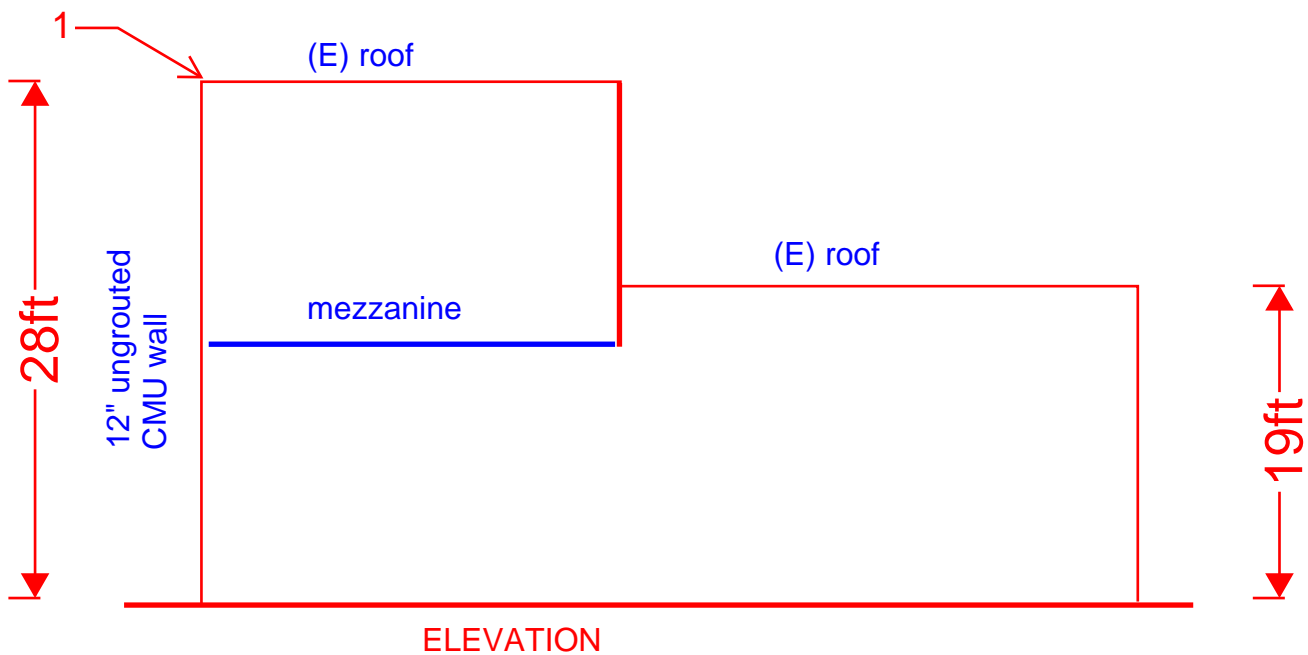 1
(E) roof
28ft
12" ungrouted
CMU wall
mezzanine
(E) roof
19ft
ELEVATION